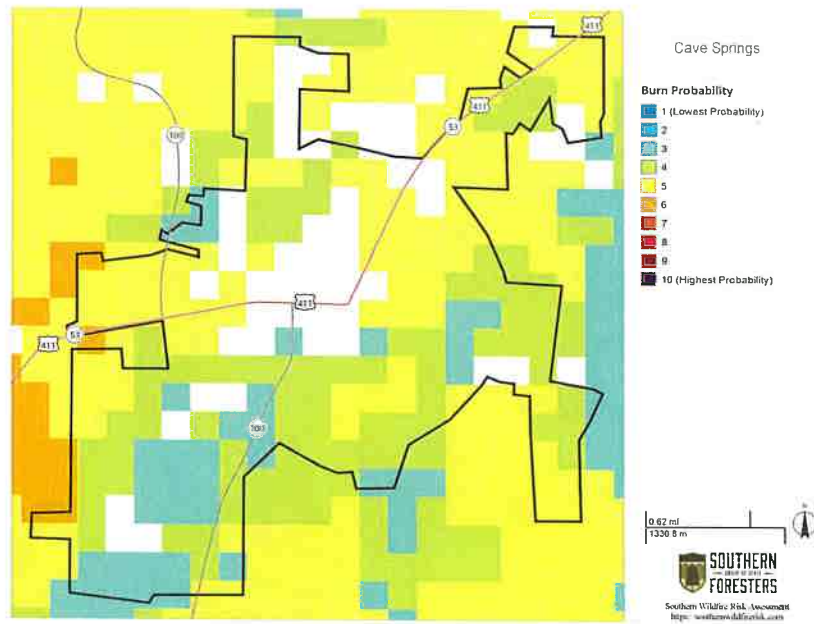 Cave Springs
Burn Probability
1 (Lowest Probability)
2
3
4
5
6
7
8
9
10 (Highest Probability)
411
411
53
100
411
53
411
100
0.62 mi
1330.8 m
N
SOUTHERN
FORESTERS
Southern Wildfire Risk Assessment